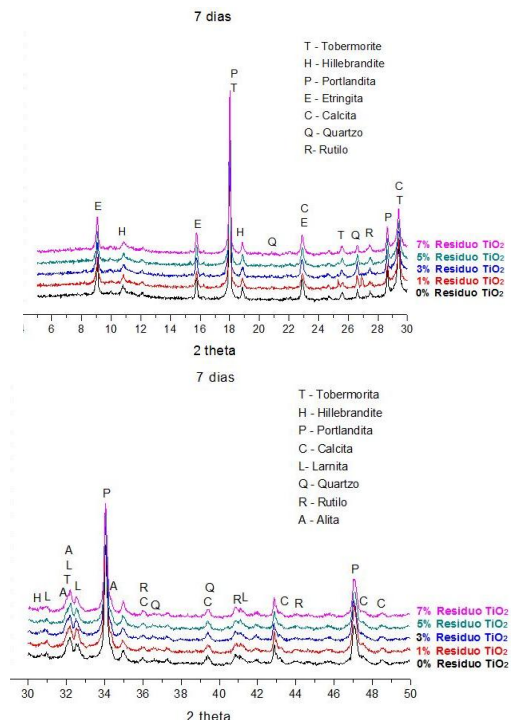 7 dias
T - Tobermorite
H - Hillebrandite
P - Portlandita
E - Etringita
C - Calcita
Q - Quartzo
R- Rutilo
P
T
E
H
E
H
Q
C
E
T
Q
R
P
C
T
7% Residuo TiO2
5% Residuo TiO2
3% Residuo TiO2
1% Residuo TiO2
0% Residuo TiO2
6 8 10 12 14 16 18 20 22 24 26 28 30
2 theta
7 dias
T - Tobermorita
H - Hillebrandite
P - Portlandita
C - Calcita
L- Larnita
Q - Quartzo
R - Rutilo
A - Alita
P
A
L
T
H L A L
A
R
C Q
Q
C
R L
C R
P
C C
7% Residuo TiO2
5% Residuo TiO2
3% Residuo TiO2
1% Residuo TiO2
0% Residuo TiO2
30 32 34 36 38 40 42 44 46 48 50
2 theta